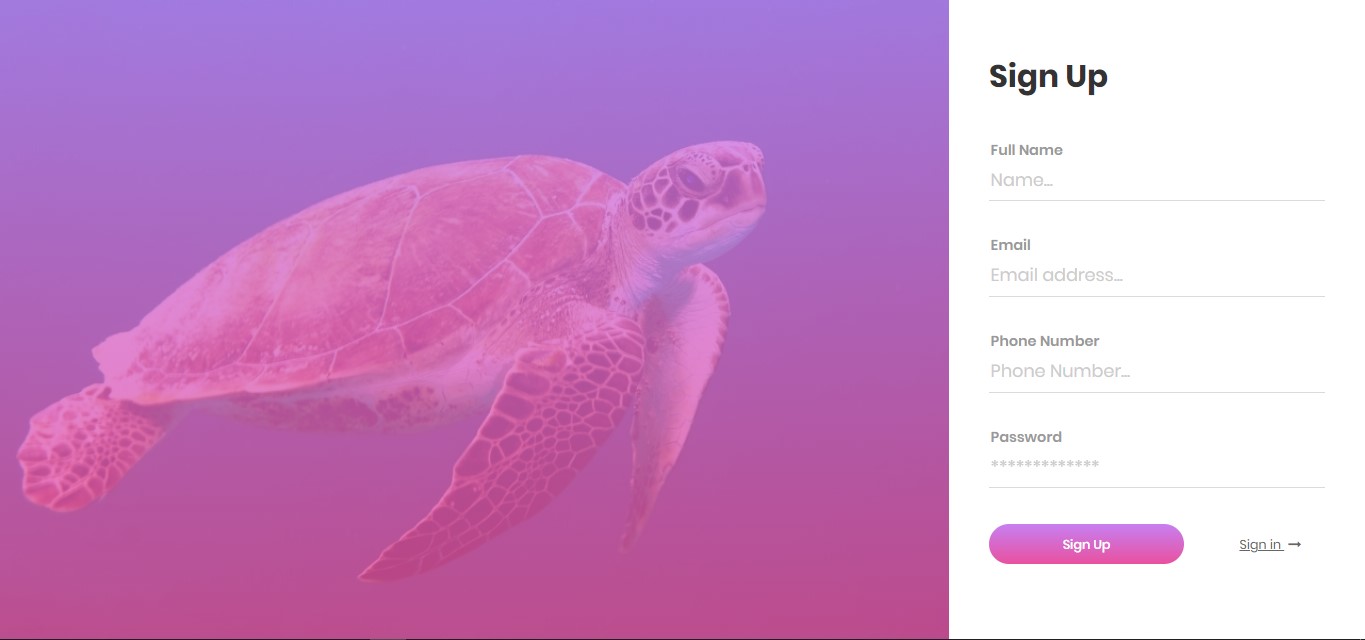 Sign Up
Full Name
Name...
Email
Email address...
Phone Number
Phone Number...
Password
*************
Sign Up
Sign in